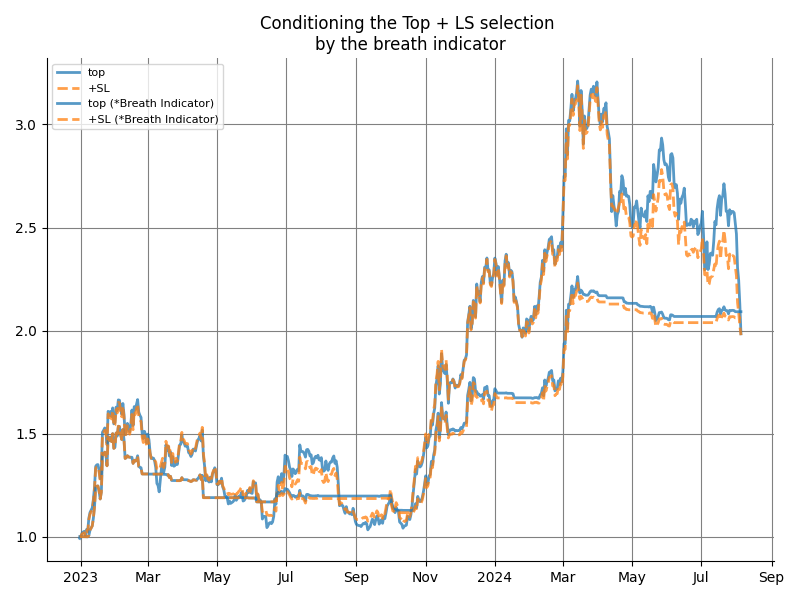 Conditioning the Top + LS selection
by the breath indicator
top
+SL
top (*Breath Indicator)
+SL (*Breath Indicator)
3.0
2.5
2.0
1.5
1.0
2023 Mar May Jul Sep Nov 2024 Mar May Jul Sep